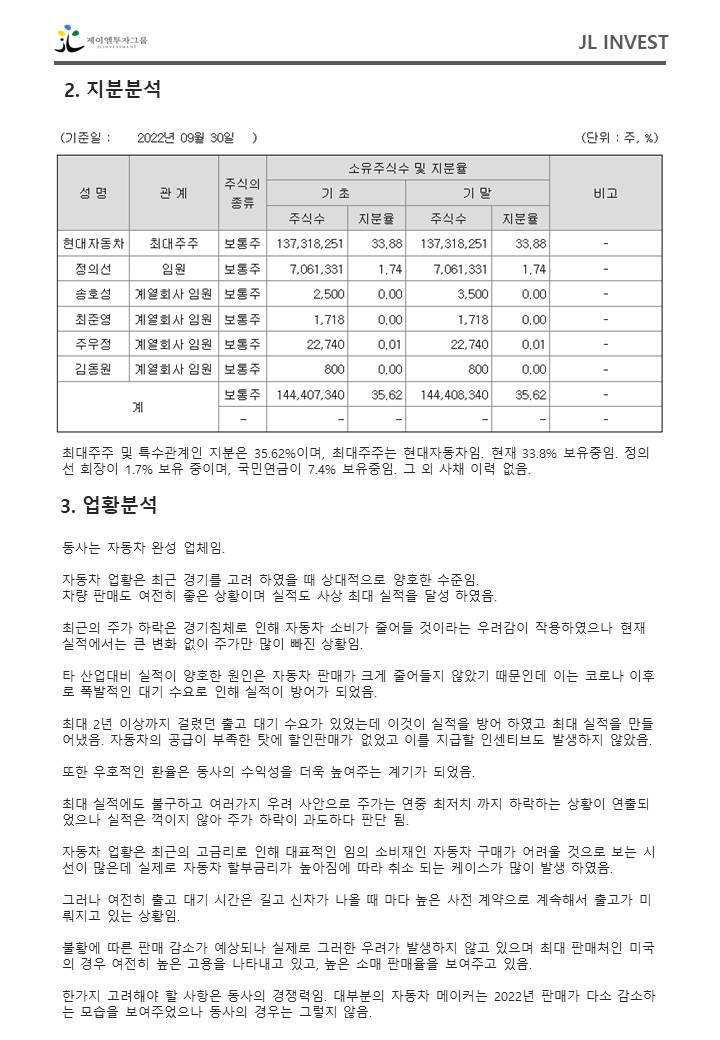 제이엘투자그룹
JLINVESTMENT
JL INVEST
2. 지분분석
(기준일 : 2022년 09월 30일 )
(단위 : 주, %)
성 명 관 계 주식의 종류 소유주식수 및 지분율 비고
기 초 기 말
주식수 지분율 주식수 지분율
현대자동차 최대주주 보통주 137,318,251 33.88 137,318,251 33.88 -
정의선 임원 보통주 7,061,331 1.74 7,061,331 1.74 -
송호성 계열회사 임원 보통주 2,500 0.00 3,500 0.00 -
최준영 계열회사 임원 보통주 1,718 0.00 1,718 0.00 -
주우정 계열회사 임원 보통주 22,740 0.01 22,740 0.01 -
김동원 계열회사 임원 보통주 800 0.00 800 0.00 -
계 보통주 144,407,340 35.62 144,408,340 35.62 -
- - - - - -
최대주주 및 특수관계인 지분은 35.62%이며, 최대주주는 현대자동차임. 현재 33.8% 보유중임. 정의
선 회장이 1.7% 보유 중이며, 국민연금이 7.4% 보유중임. 그 외 사채 이력 없음.
3. 업황분석
동사는 자동차 완성 업체임.
자동차 업황은 최근 경기를 고려 하였을 때 상대적으로 양호한 수준임.
차량 판매도 여전히 좋은 상황이며 실적도 사상 최대 실적을 달성 하였음.
최근의 주가 하락은 경기침체로 인해 자동차 소비가 줄어들 것이라는 우려감이 작용하였으나 현재
실적에서는 큰 변화 없이 주가만 많이 빠진 상황임.
타 산업대비 실적이 양호한 원인은 자동차 판매가 크게 줄어들지 않았기 때문인데 이는 코로나 이후
로 폭발적인 대기 수요로 인해 실적이 방어가 되었음.
최대 2년 이상까지 걸렸던 출고 대기 수요가 있었는데 이것이 실적을 방어 하였고 최대 실적을 만들
어냈음. 자동차의 공급이 부족한 탓에 할인판매가 없었고 이를 지급할 인센티브도 발생하지 않았음.
또한 우호적인 환율은 동사의 수익성을 더욱 높여주는 계기가 되었음.
최대 실적에도 불구하고 여러가지 우려 사안으로 주가는 연중 최저치 까지 하락하는 상황이 연출되
었으나 실적은 꺽이지 않아 주가 하락이 과도하다 판단 됨.
자동차 업황은 최근의 고금리로 인해 대표적인 임의 소비재인 자동차 구매가 어려울 것으로 보는 시
선이 많은데 실제로 자동차 할부금리가 높아짐에 따라 취소 되는 케이스가 많이 발생 하였음.
그러나 여전히 출고 대기 시간은 길고 신차가 나올 때 마다 높은 사전 계약으로 계속해서 출고가 미
뤄지고 있는 상황임.
불황에 따른 판매 감소가 예상되나 실제로 그러한 우려가 발생하지 않고 있으며 최대 판매처인 미국
의 경우 여전히 높은 고용을 나타내고 있고, 높은 소매 판매율을 보여주고 있음.
한가지 고려해야 할 사항은 동사의 경쟁력임. 대부분의 자동차 메이커는 2022년 판매가 다소 감소하
는 모습을 보여주었으나 동사의 경우는 그렇지 않음.